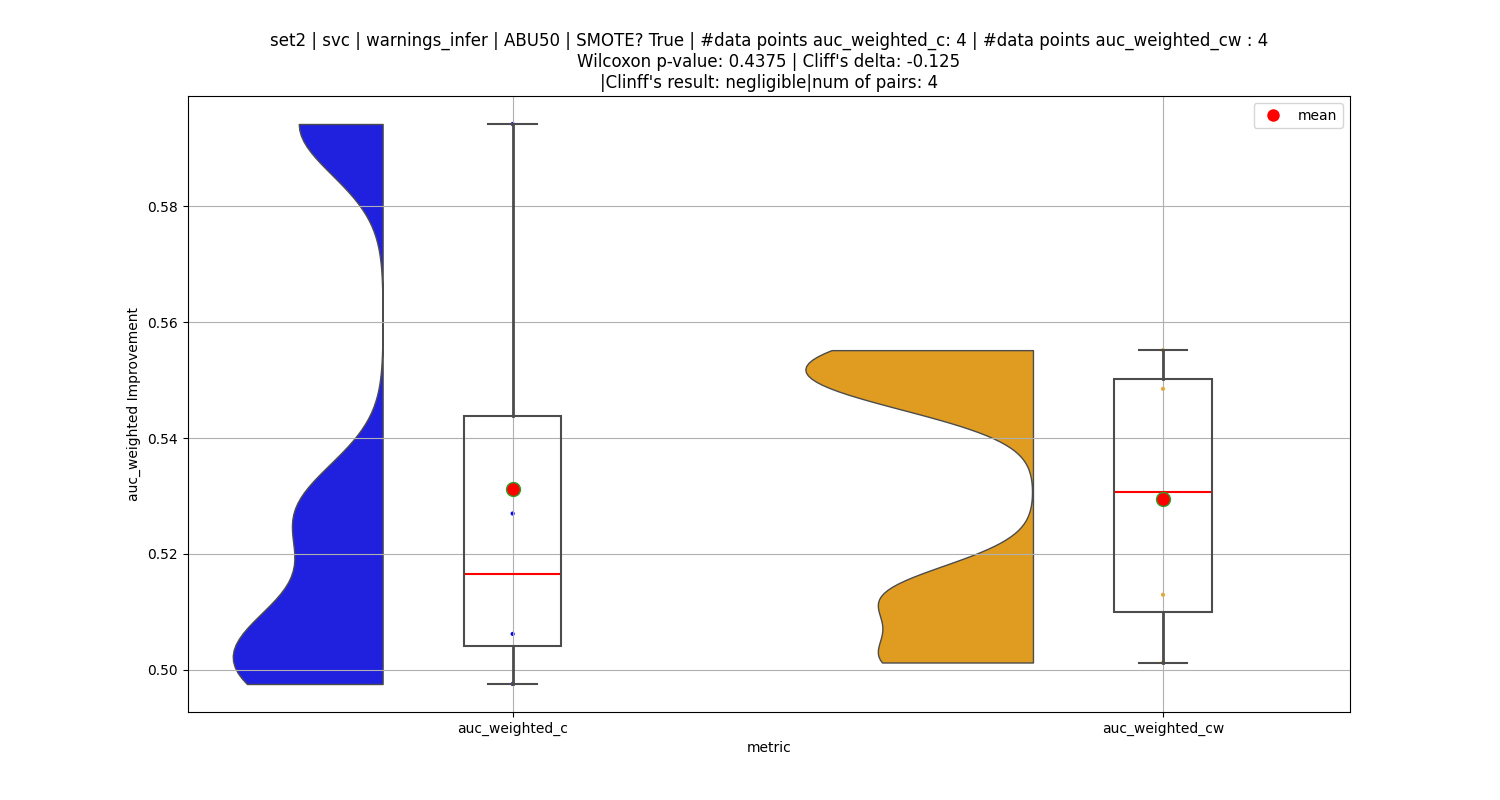 set2 | svc | warnings_infer | ABU50 | SMOTE? True | #data points auc_weighted_c: 4 | #data points auc_weighted_cw : 4
Wilcoxon p-value: 0.4375 | Cliff's delta: -0.125
|Clinff's result: negligible|num of pairs: 4
mean
0.58
0.56
0.54
0.52
0.50
auc_weighted Improvement
auc_weighted_c
auc_weighted_cw
metric